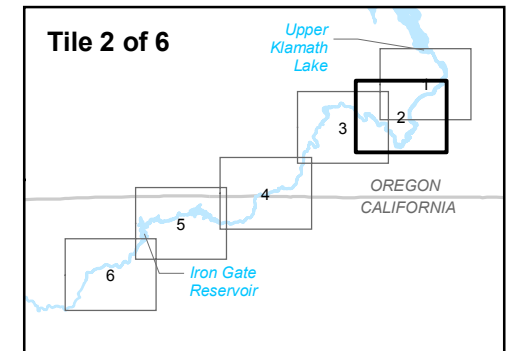 Tile 2 of 6
Upper
Klamath
Lake
1
2
3
OREGON
4
CALIFORNIA
5
6
Iron Gate
Reservoir